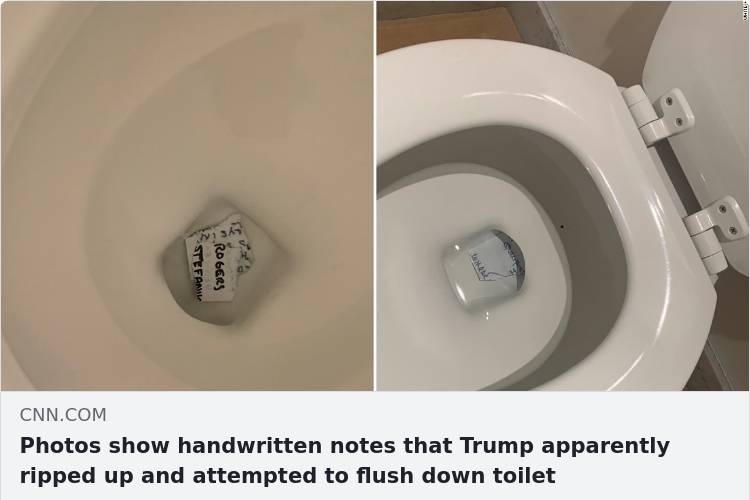 ROGERS
STEFANIK
CNN.COM
Photos show handwritten notes that Trump apparently
ripped up and attempted to flush down toilet